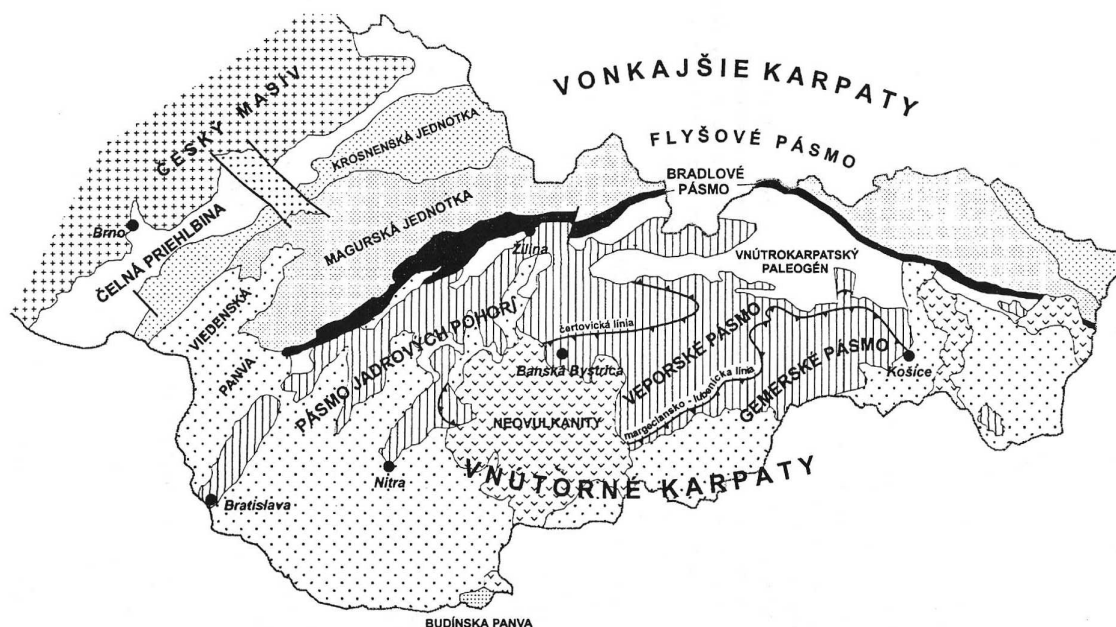 VONKAJŠIE KARPATY
ČESKÝ MASÍV
FLYŠOVÉ PÁSMO
KROSNENSKÁ JEDNOTKA
BRADLOVÉ
PÁSMO
MAGURSKÁ JEDNOTKA
Brno
ČELNÁ PRIEHLBINA
Žilina
VNÚTROKARPATSKÝ
PALEOGÉN
VIEDENSKÁ
PANVA
čertovická línia
PÁSMO JADROVÝCH POHORÍ
Banská Bystrica
VEPORSKÉ PÁSMO
GEMERSKÉ PÁSMO
Košice
margeciansko - lubenícka línia
NEOVULKANITY
VNÚTORNÉ KARPATY
Nitra
Bratislava
BUDÍNSKA PANVA